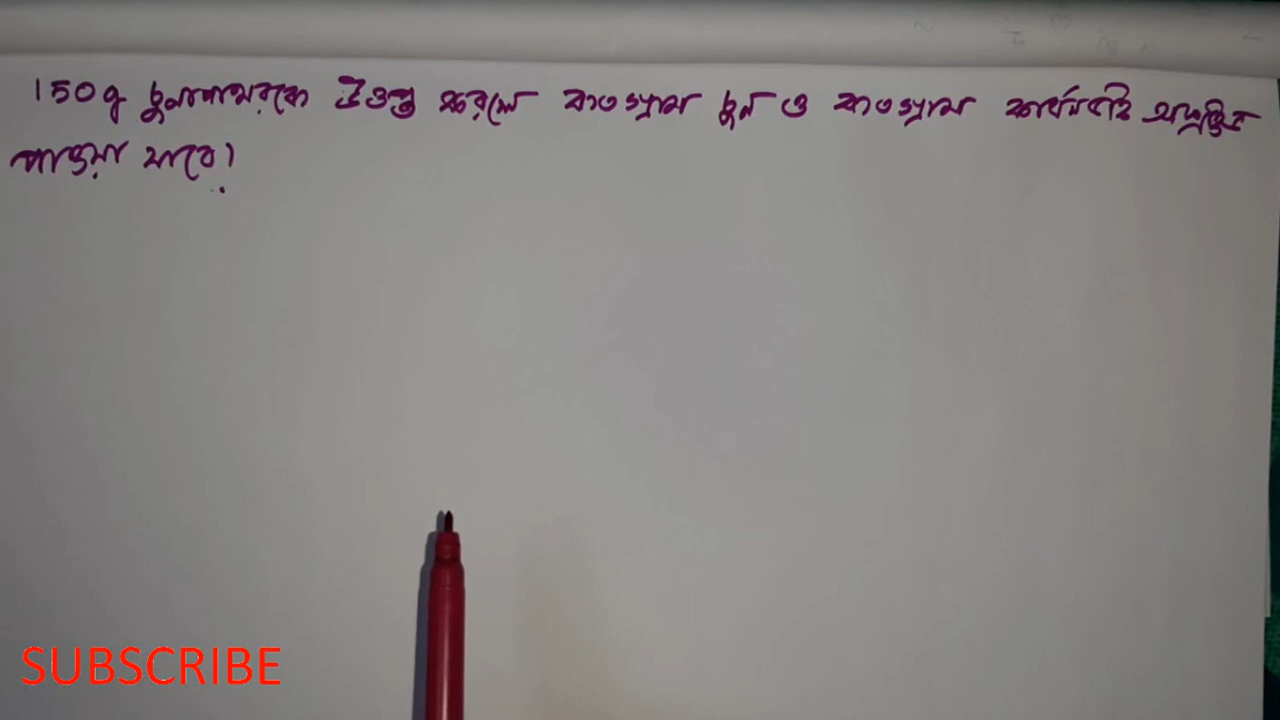 150g চুনাপাথরকে উত্তপ্ত করলে কতগ্রাম চুন ও কতগ্রাম কার্বনডাই অক্সাইড
পাওয়া যাবে?
SUBSCRIBE